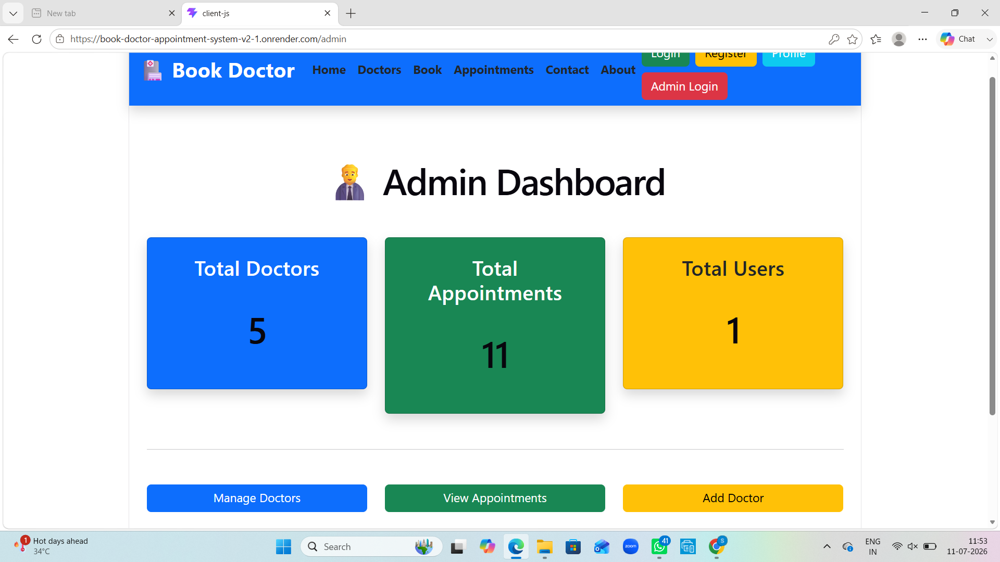 New tab
client-js
https://book-doctor-appointment-system-v2-1.onrender.com/admin
Chat
Book Doctor
Home Doctors Book Appointments Contact About
Login Register Profile
Admin Login
Admin Dashboard
Total Doctors
5
Total
Appointments
11
Total Users
1
Manage Doctors
View Appointments
Add Doctor
1
Hot days ahead
34°C
Search
zoom
41
S
ENG
IN
11:53
11-07-2026